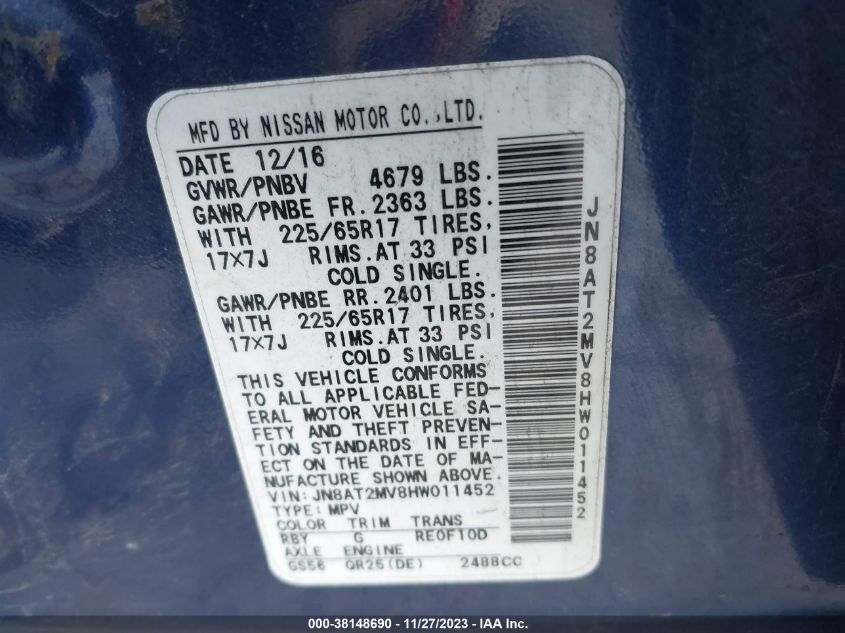 MFD BY NISSAN MOTOR CO.,LTD.
DATE 12/16
GVWR/PNBV 4679 LBS.
GAWR/PNBE FR. 2363 LBS.
WITH 225/65R17 TIRES,
17X7J RIMS.AT 33 PSI
COLD SINGLE.
GAWR/PNBE RR. 2401 LBS.
WITH 225/65R17 TIRES,
17X7J RIMS.AT 33 PSI
COLD SINGLE.
THIS VEHICLE CONFORMS
TO ALL APPLICABLE FED-
ERAL MOTOR VEHICLE SA-
FETY AND THEFT PREVEN-
TION STANDARDS IN EFF-
ECT ON THE DATE OF MA-
NUFACTURE SHOWN ABOVE.
VIN: JN8AT2MV8HW011452
TYPE: MPV
COLOR TRIM TRANS
RBY G RE0F10D
AXLE ENGINE
GS56 QR25(DE) 2488CC
JN8AT2MV8HW011452
000-38148690 - 11/27/2023 - IAA Inc.